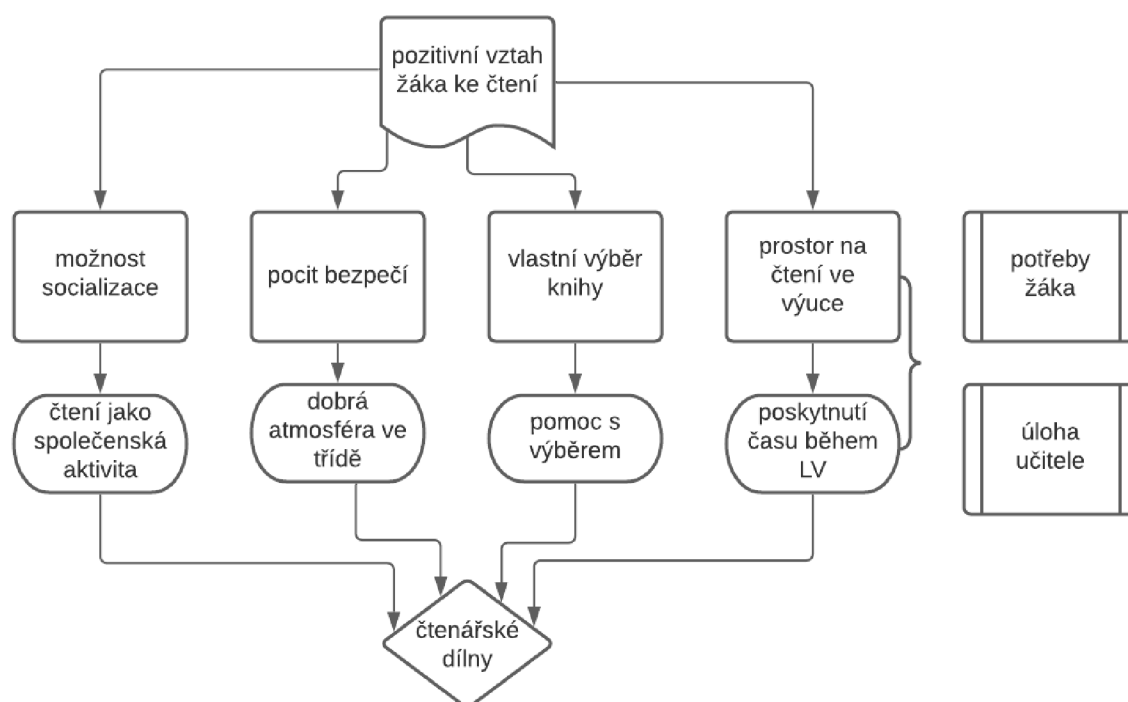 pozitivní vztah
žáka ke čtení
možnost
socializace
pocit bezpečí
vlastní výběr
knihy
prostor na
čtení ve
výuce
potřeby
žáka
čtení jako
společenská
aktivita
dobrá
atmosféra ve
třídě
pomoc s
výběrem
poskytnutí
času během
LV
úloha
učitele
čtenářské
dílny